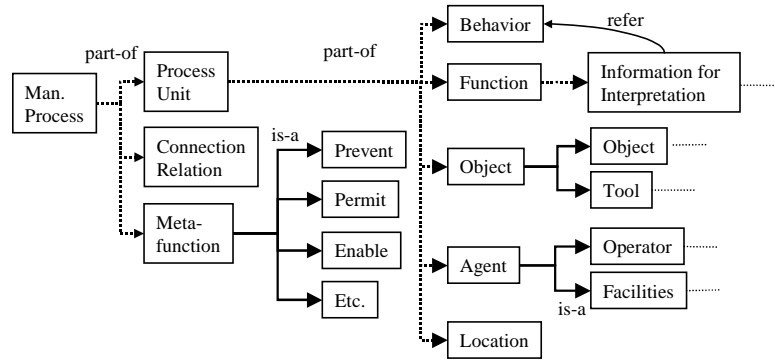 Man.
Process
part-of
Process
Unit
Connection
Relation
Meta-
function
is-a
Prevent
Permit
Enable
Etc.
part-of
Behavior
refer
Function
Information for
Interpretation
Object
Object
Tool
Agent
Operator
Facilities
is-a
Location